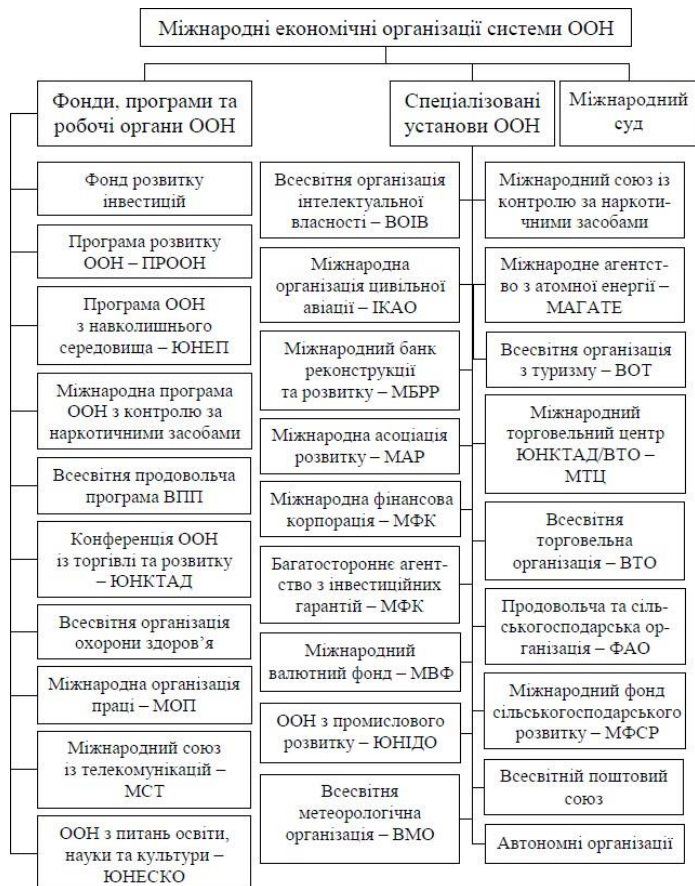 Міжнародні економічні організації системи ООН
Фонди, програми та
робочі органи ООН
Спеціалізовані
установи ООН
Міжнародний
суд
Фонд розвитку
інвестицій
Програма розвитку
ООН – ПРООН
Програма ООН
з навколишнього
середовища – ЮНЕП
Міжнародна програма
ООН з контролю за
наркотичними засобами
Всесвітня продовольча
програма ВПП
Конференція ООН
із торгівлі та розвитку
– ЮНКТАД
Всесвітня організація
охорони здоров’я
Міжнародна організація
праці – МОП
Міжнародний союз
із телекомунікацій –
МСТ
ООН з питань освіти,
науки та культури –
ЮНЕСКО
Всесвітня організація
інтелектуальної
власності – ВОІВ
Міжнародна
організація цивільної
авіації – ІКАО
Міжнародний банк
реконструкції
та розвитку – МБРР
Міжнародна асоціація
розвитку – МАР
Міжнародна фінансова
корпорація – МФК
Багатостороннє агент-
ство з інвестиційних
гарантій – МФК
Міжнародний
валютний фонд – МВФ
ООН з промислового
розвитку – ЮНІДО
Всесвітня
метеорологічна
організація – ВМО
Міжнародний союз із
контролю за наркоти-
чними засобами
Міжнародне агентст-
во з атомної енергії –
МАГАТЕ
Всесвітня організація
з туризму – ВОТ
Міжнародний
торговельний центр
ЮНКТАД/ВТО –
МТЦ
Всесвітня
торговельна
організація – ВТО
Продовольча та сіль-
ськогосподарська ор-
ганізація – ФАО
Міжнародний фонд
сільськогосподарського
розвитку – МФСР
Всесвітній поштовий
союз
Автономні організації